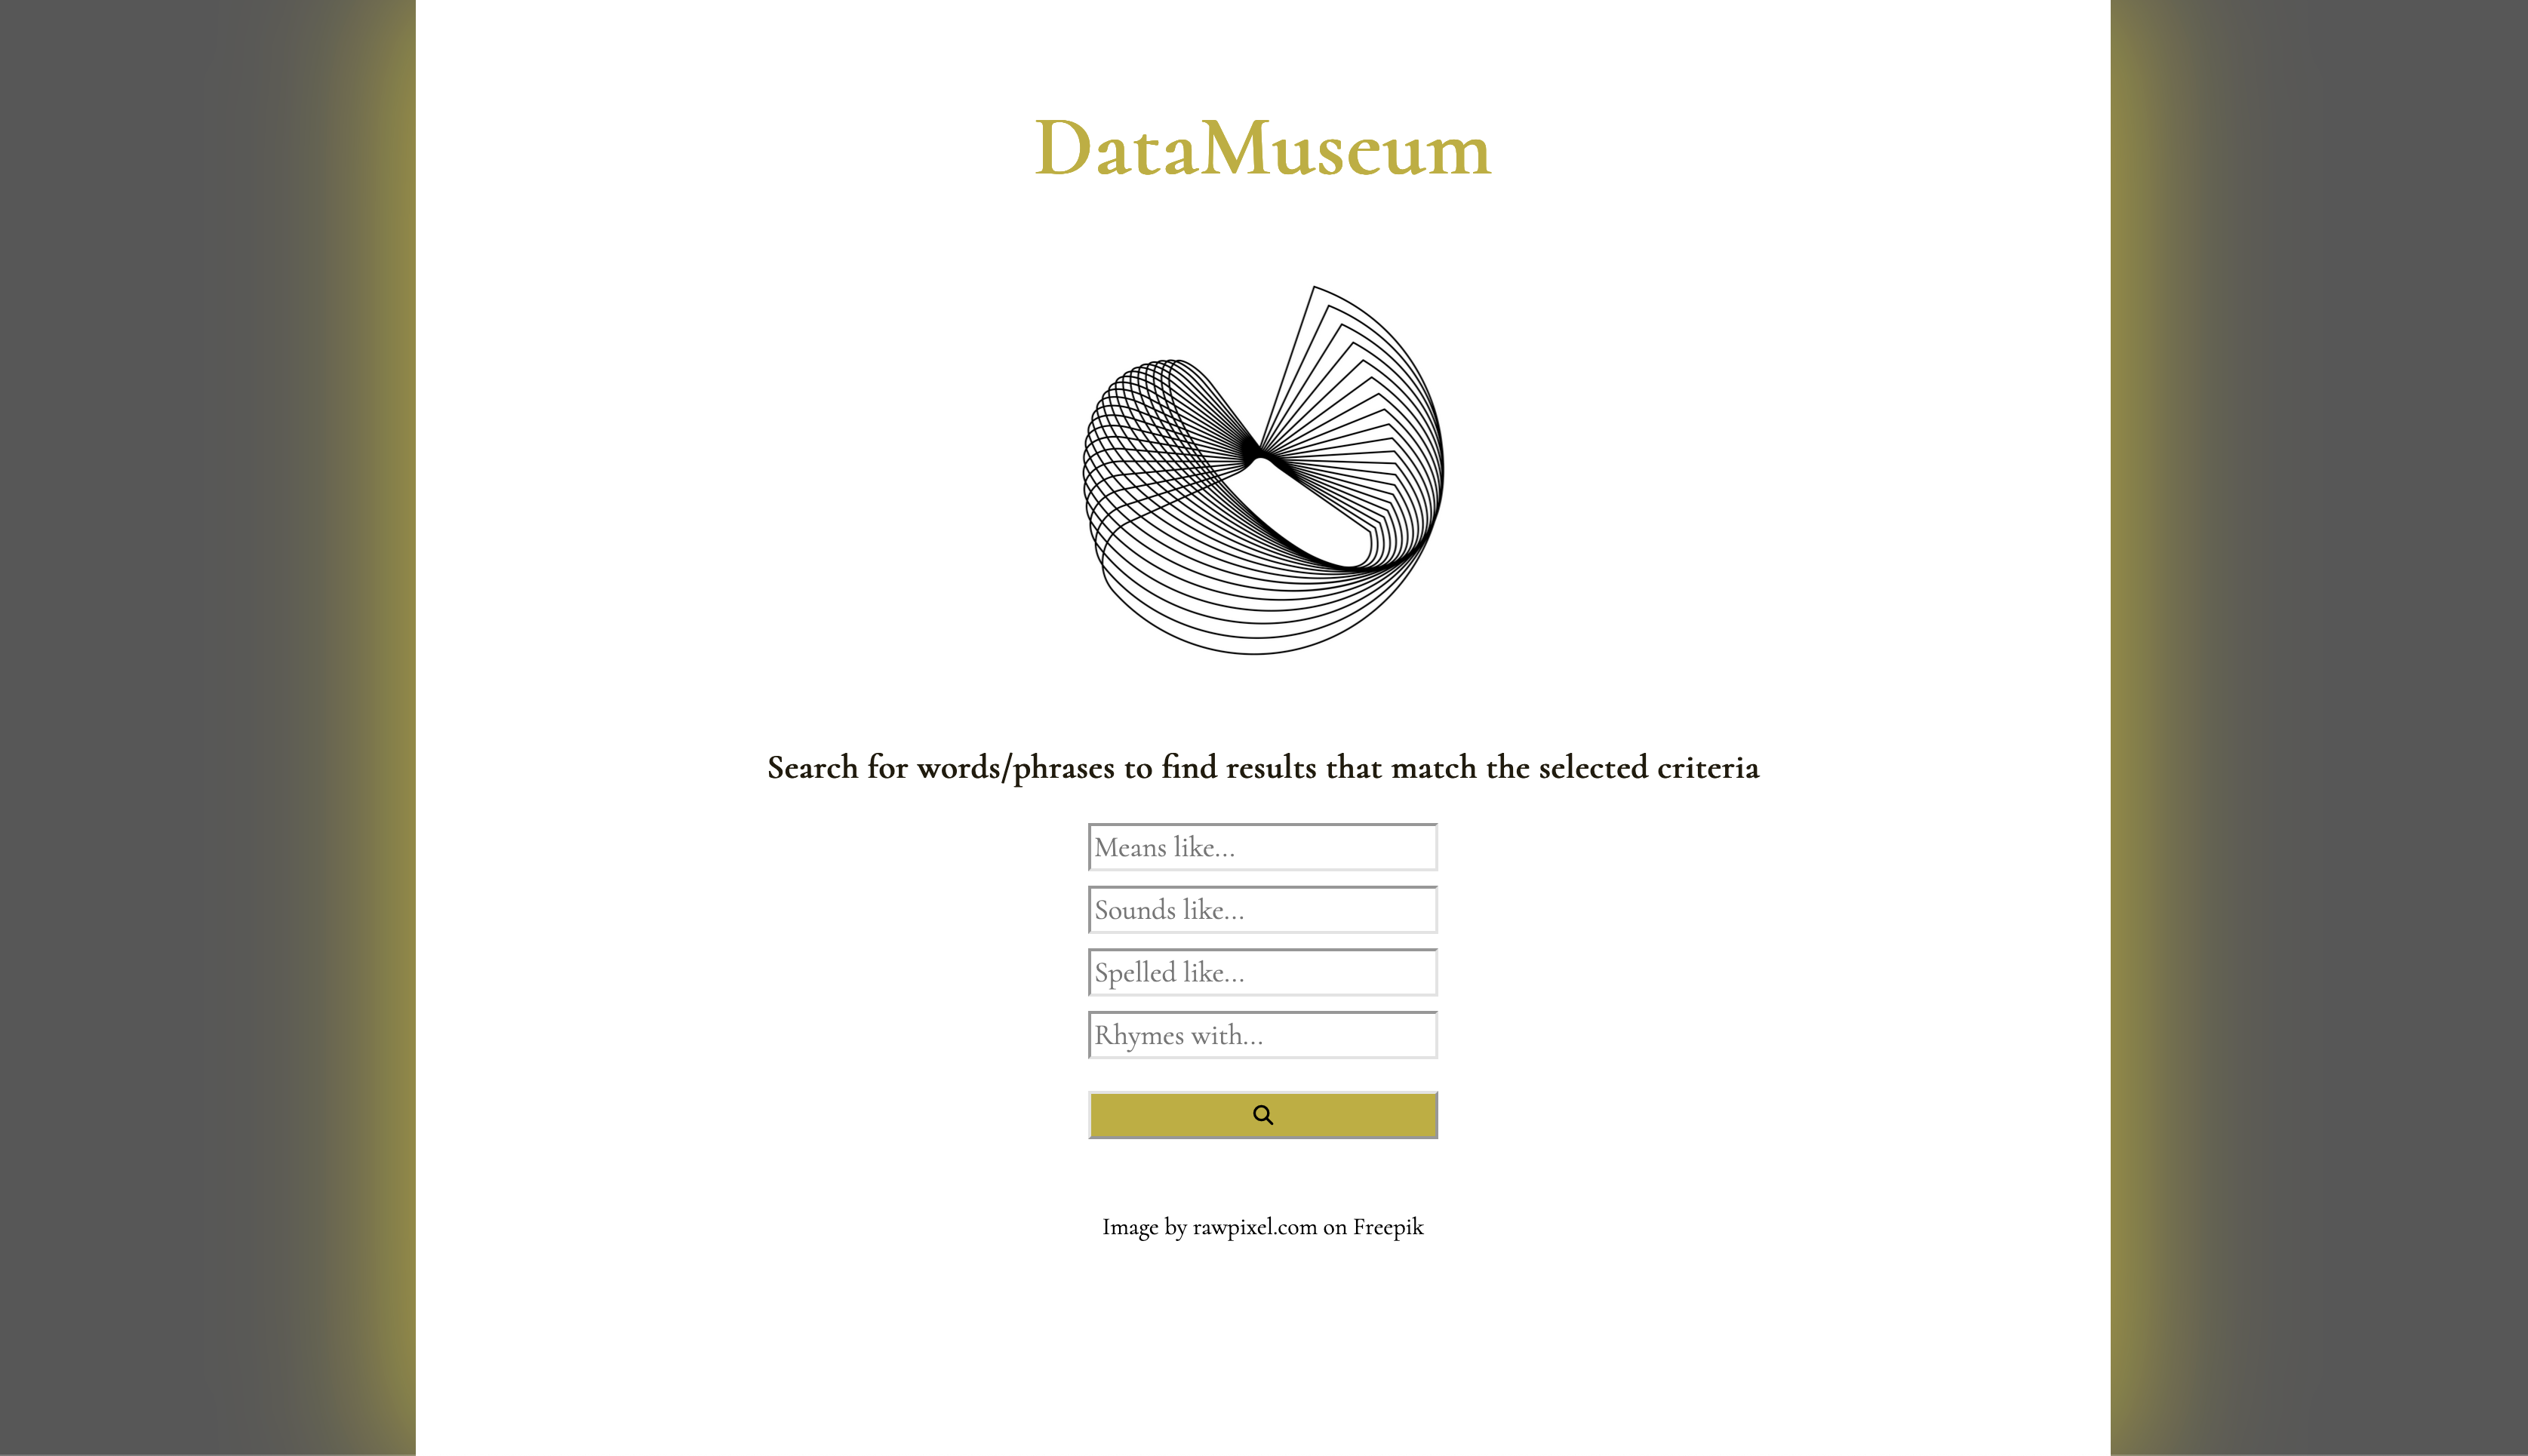 DataMuseum
Search for words/phrases to find results that match the selected criteria
Means like...
Sounds like...
Spelled like...
Rhymes with...
Image by rawpixel.com on Freepik